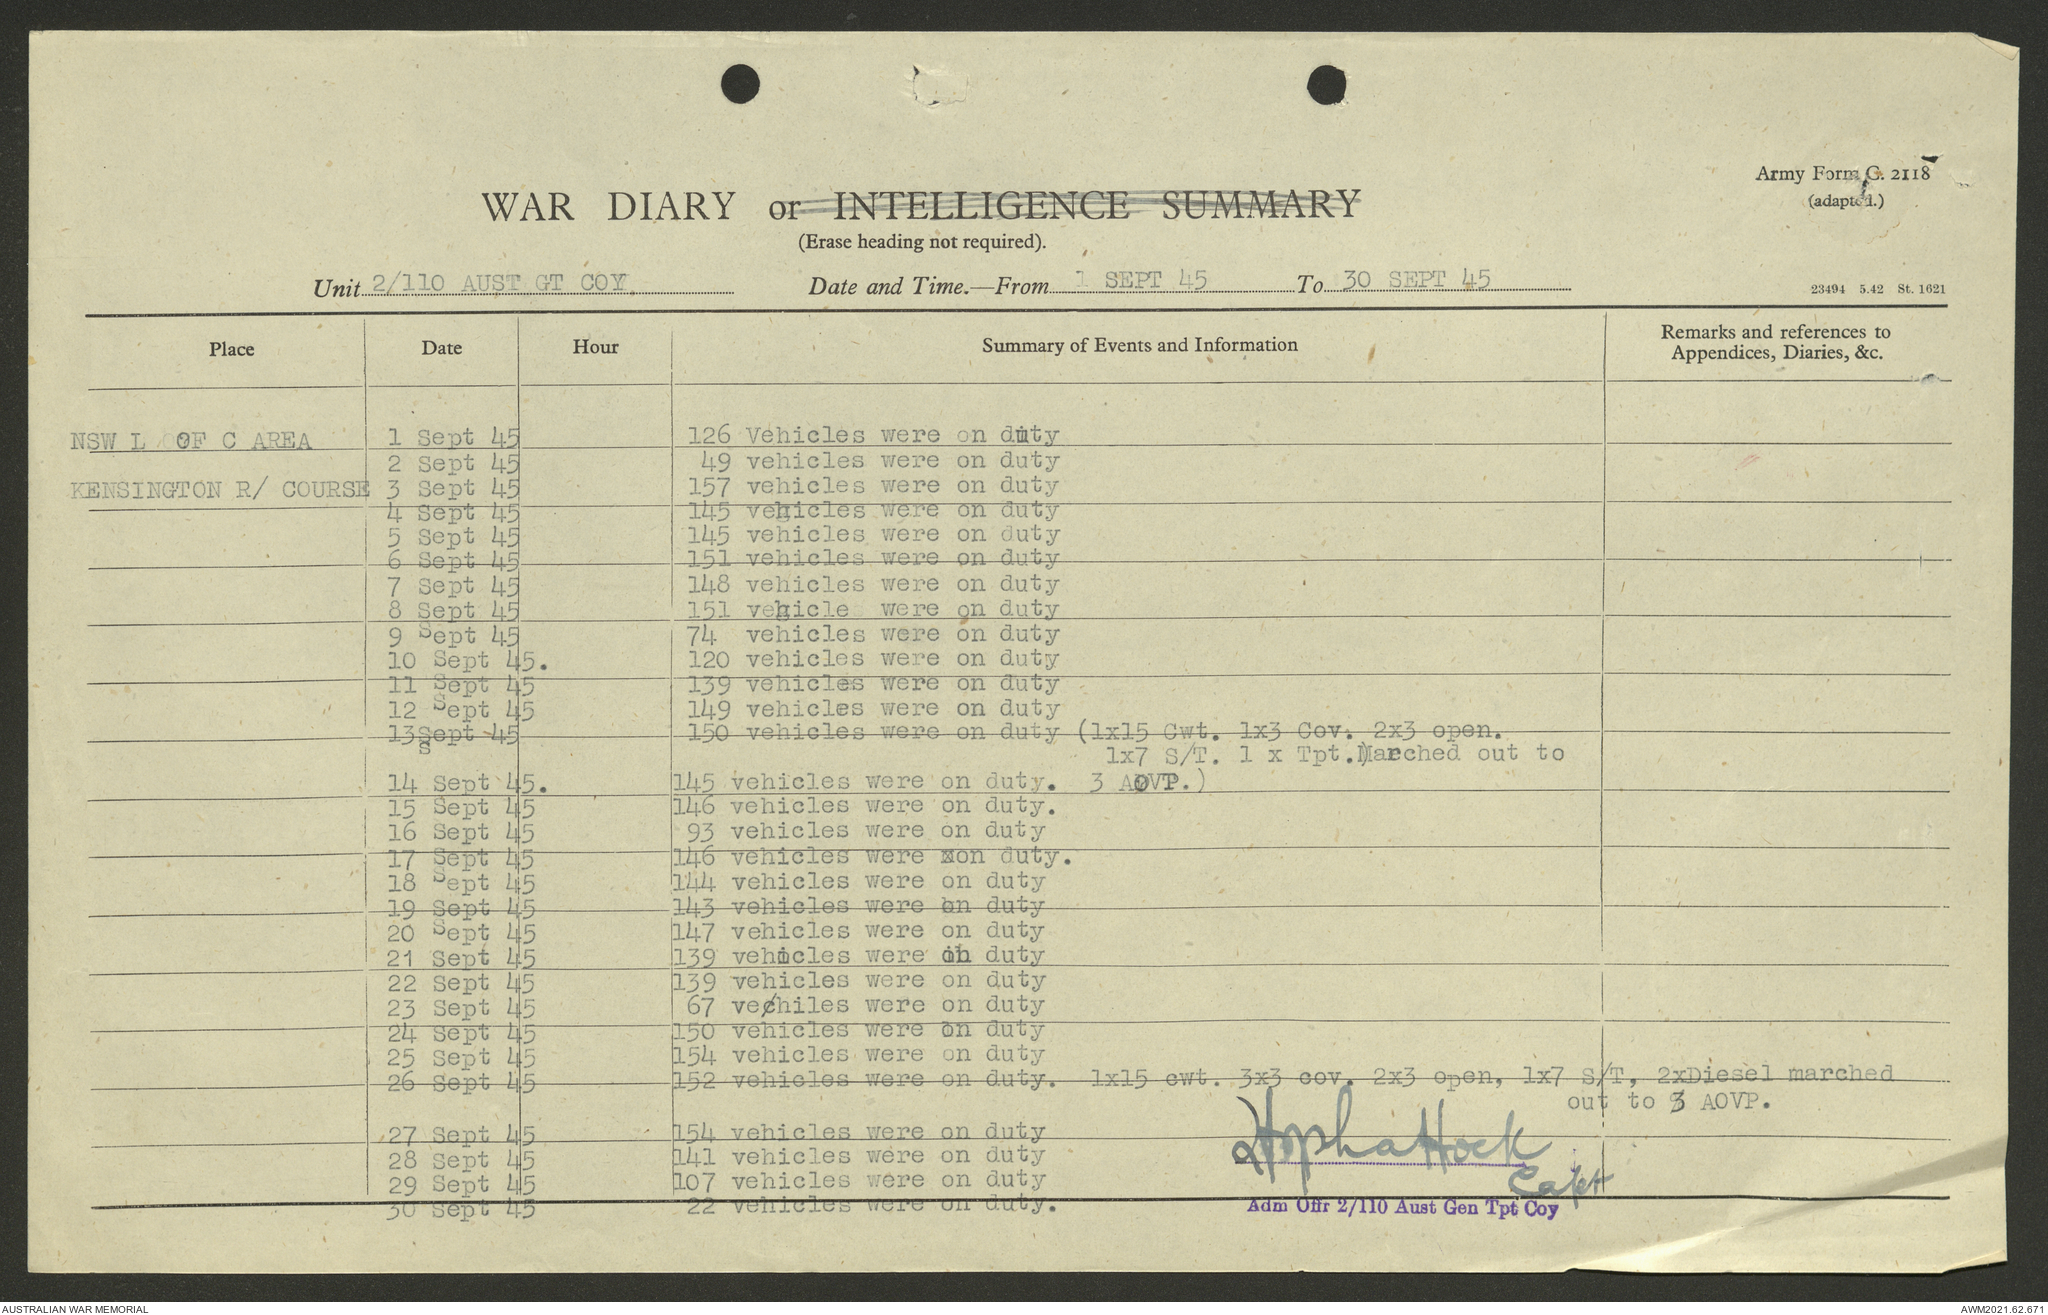 Army Form C. 2118
(adapted.)
WAR DIARY or INTELLIGENCE SUMMARY
(Erase heading not required).
Unit 2/110 AUST GT COY. Date and Time.—From 1 SEPT 45 To 30 SEPT 45
23494 5.42 St. 1621
Place Date Hour Summary of Events and Information Remarks and references to
Appendices, Diaries, &c.
NSW L OF C AREA 1 Sept 45 126 Vehicles were on duty
2 Sept 45 49 vehicles were on duty
KENSINGTON R/ COURSE 3 Sept 45 157 vehicles were on duty
4 Sept 45 145 vehicles were on duty
5 Sept 45 145 vehicles were on duty
6 Sept 45 151 vehicles were on duty
7 Sept 45 148 vehicles were on duty
8 Sept 45 151 vehicle were on duty
9 Sept 45 74 vehicles were on duty
10 Sept 45. 120 vehicles were on duty
11 Sept 45 139 vehicles were on duty
12 Sept 45 149 vehicles were on duty
13 Sept 45 150 vehicles were on duty (1x15 Cwt. 1x3 Cov. 2x3 open.
1x7 S/T. 1 x Tpt.) Marched out to
14 Sept 45. 145 vehicles were on duty. 3 AOVP.)
15 Sept 45 146 vehicles were on duty.
16 Sept 45 93 vehicles were on duty
17 Sept 45 146 vehicles were on duty.
18 Sept 45 144 vehicles were on duty
19 Sept 45 143 vehicles were on duty
20 Sept 45 147 vehicles were on duty
21 Sept 45 139 vehicles were on duty
22 Sept 45 139 vehicles were on duty
23 Sept 45 67 vechiles were on duty
24 Sept 45 150 vehicles were on duty
25 Sept 45 154 vehicles were on duty
26 Sept 45 152 vehicles were on duty. 1x15 cwt. 3x3 cov. 2x3 open, 1x7 S/T, 2xDiesel marched
out to 3 AOVP.
27 Sept 45 154 vehicles were on duty
28 Sept 45 141 vehicles were on duty
29 Sept 45 107 vehicles were on duty
Capt
30 Sept 45 22 vehicles were on duty.
Adm Offr 2/110 Aust Gen Tpt Coy
AUSTRALIAN WAR MEMORIAL
AWM2021.62.671